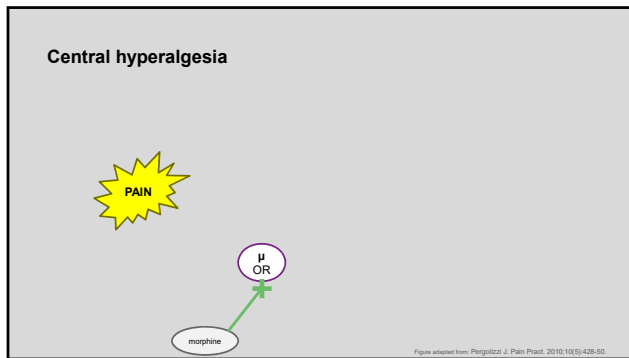 Central hyperalgesia
PAIN
µ
OR
morphine
Figure adapted from: Pergolizzi J. Pain Pract. 2010;10(5):428-50.